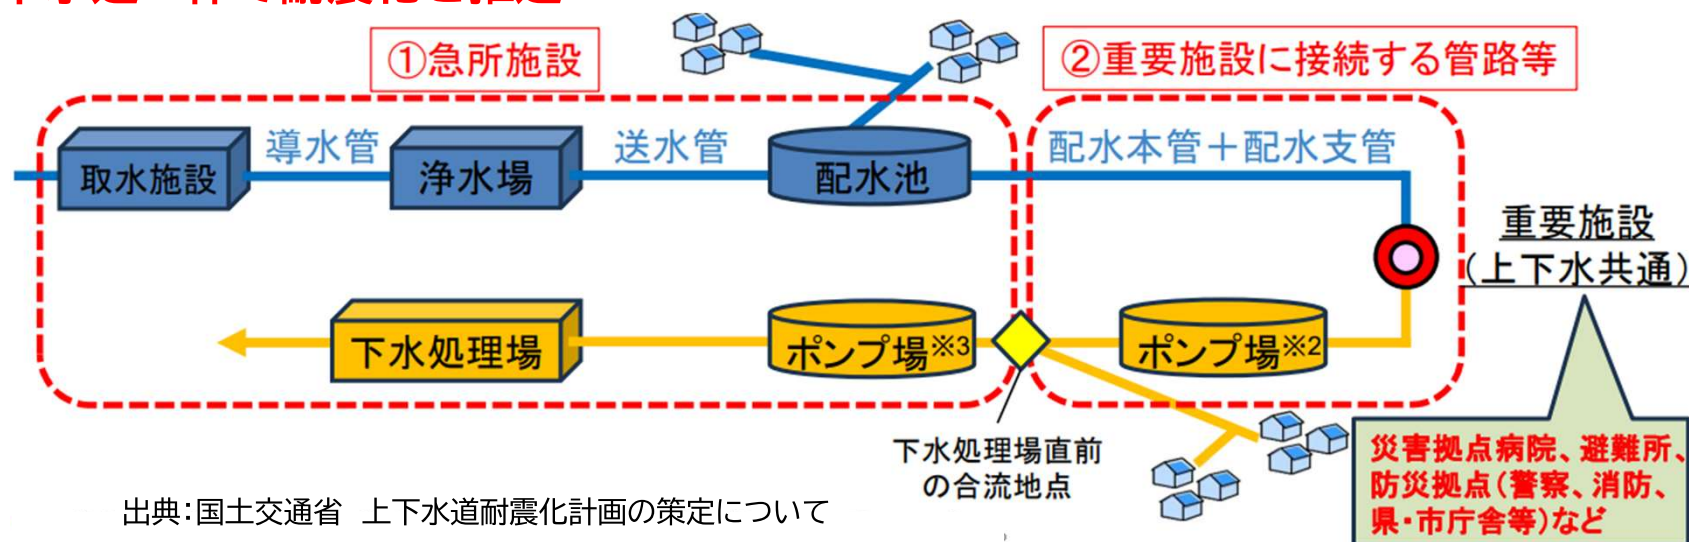 ①急所施設
②重要施設に接続する管路等
取水施設
導水管
浄水場
送水管
配水池
配水本管＋配水支管
重要施設
（上下水共通）
下水処理場
ポンプ場※3
ポンプ場※2
下水処理場直前
の合流地点
災害拠点病院、避難所、
防災拠点（警察、消防、
県・市庁舎等）など
出典：国土交通省　上下水道耐震化計画の策定について